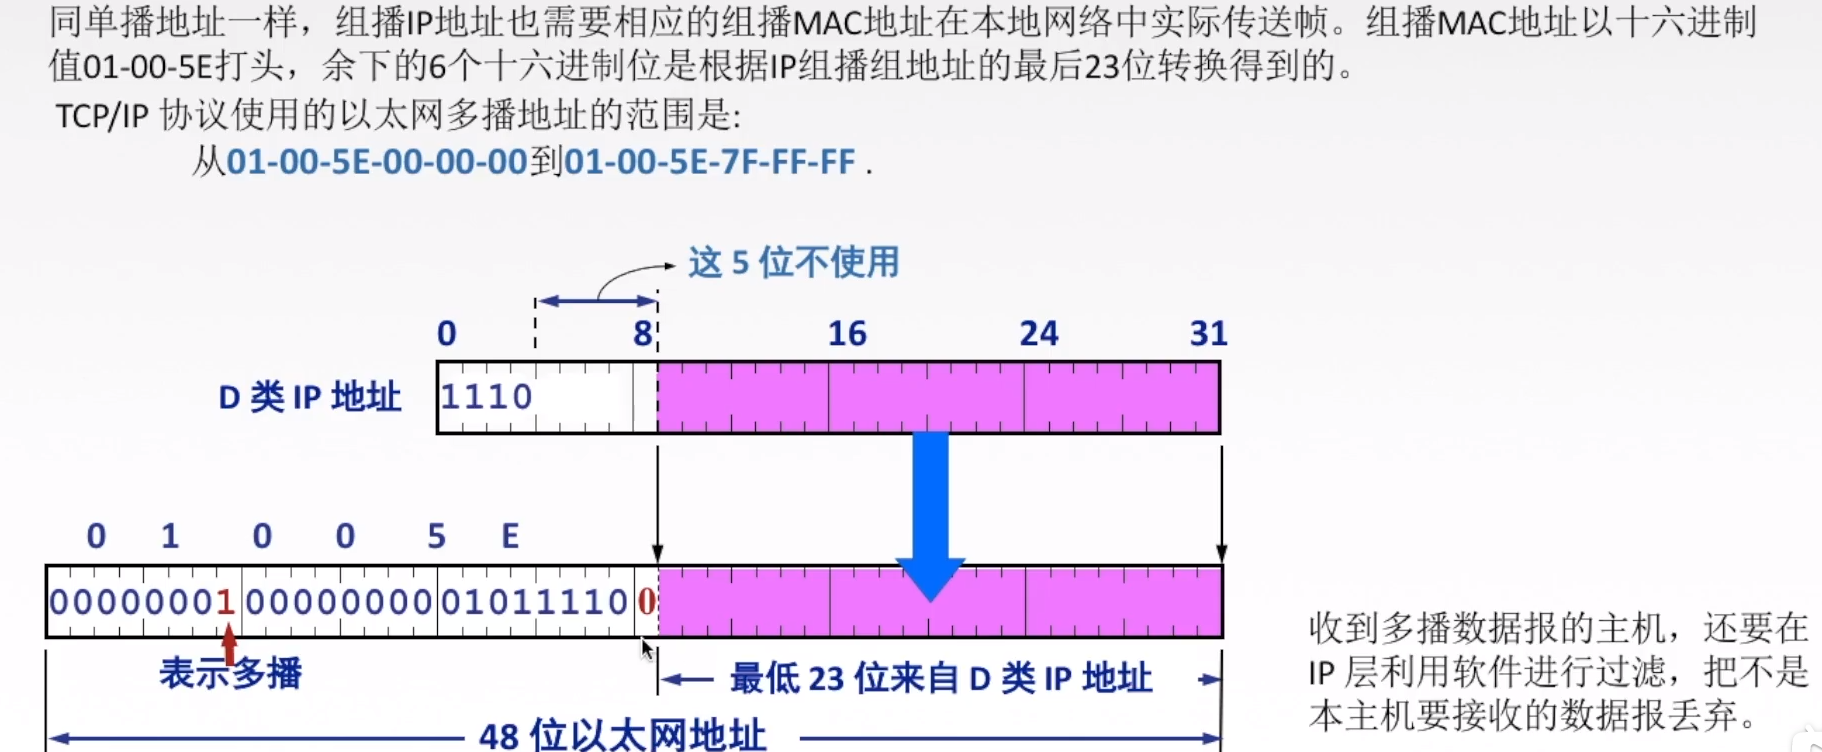 同单播地址一样，组播IP地址也需要相应的组播MAC地址在本地网络中实际传送帧。组播MAC地址以十六进制
值01-00-5E打头，余下的6个十六进制位是根据IP组播组地址的最后23位转换得到的。
TCP/IP 协议使用的以太网多播地址的范围是:
从01-00-5E-00-00-00到01-00-5E-7F-FF-FF .
这 5 位不使用
0 8 16 24 31
D 类 IP 地址 1110
0 1 0 0 5 E
00000001 00000000 01011110 0
表示多播
最低 23 位来自 D 类 IP 地址
48 位以太网地址
收到多播数据报的主机，还要在
IP 层利用软件进行过滤，把不是
本主机要接收的数据报丢弃。